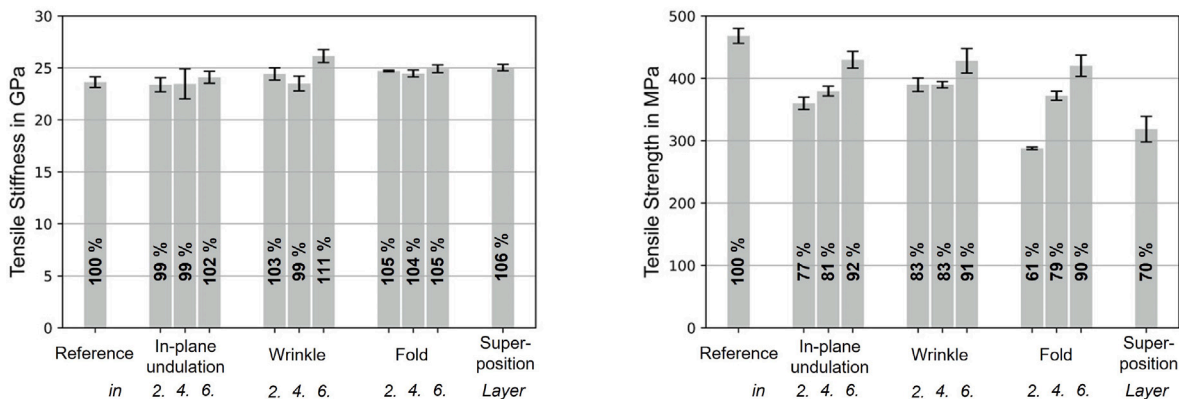 Tensile Stiffness in GPa
30
25
20
15
10
5
0
100 %
99 %
99 %
102 %
103 %
99 %
111 %
105 %
104 %
105 %
106 %
Reference
In-plane
undulation
Wrinkle
Fold
Super-
position
in 2. 4. 6. 2. 4. 6. 2. 4. 6. Layer
Tensile Strength in MPa
500
400
300
200
100
0
100 %
77 %
81 %
92 %
83 %
83 %
91 %
61 %
79 %
90 %
70 %
Reference
In-plane
undulation
Wrinkle
Fold
Super-
position
in 2. 4. 6. 2. 4. 6. 2. 4. 6. Layer